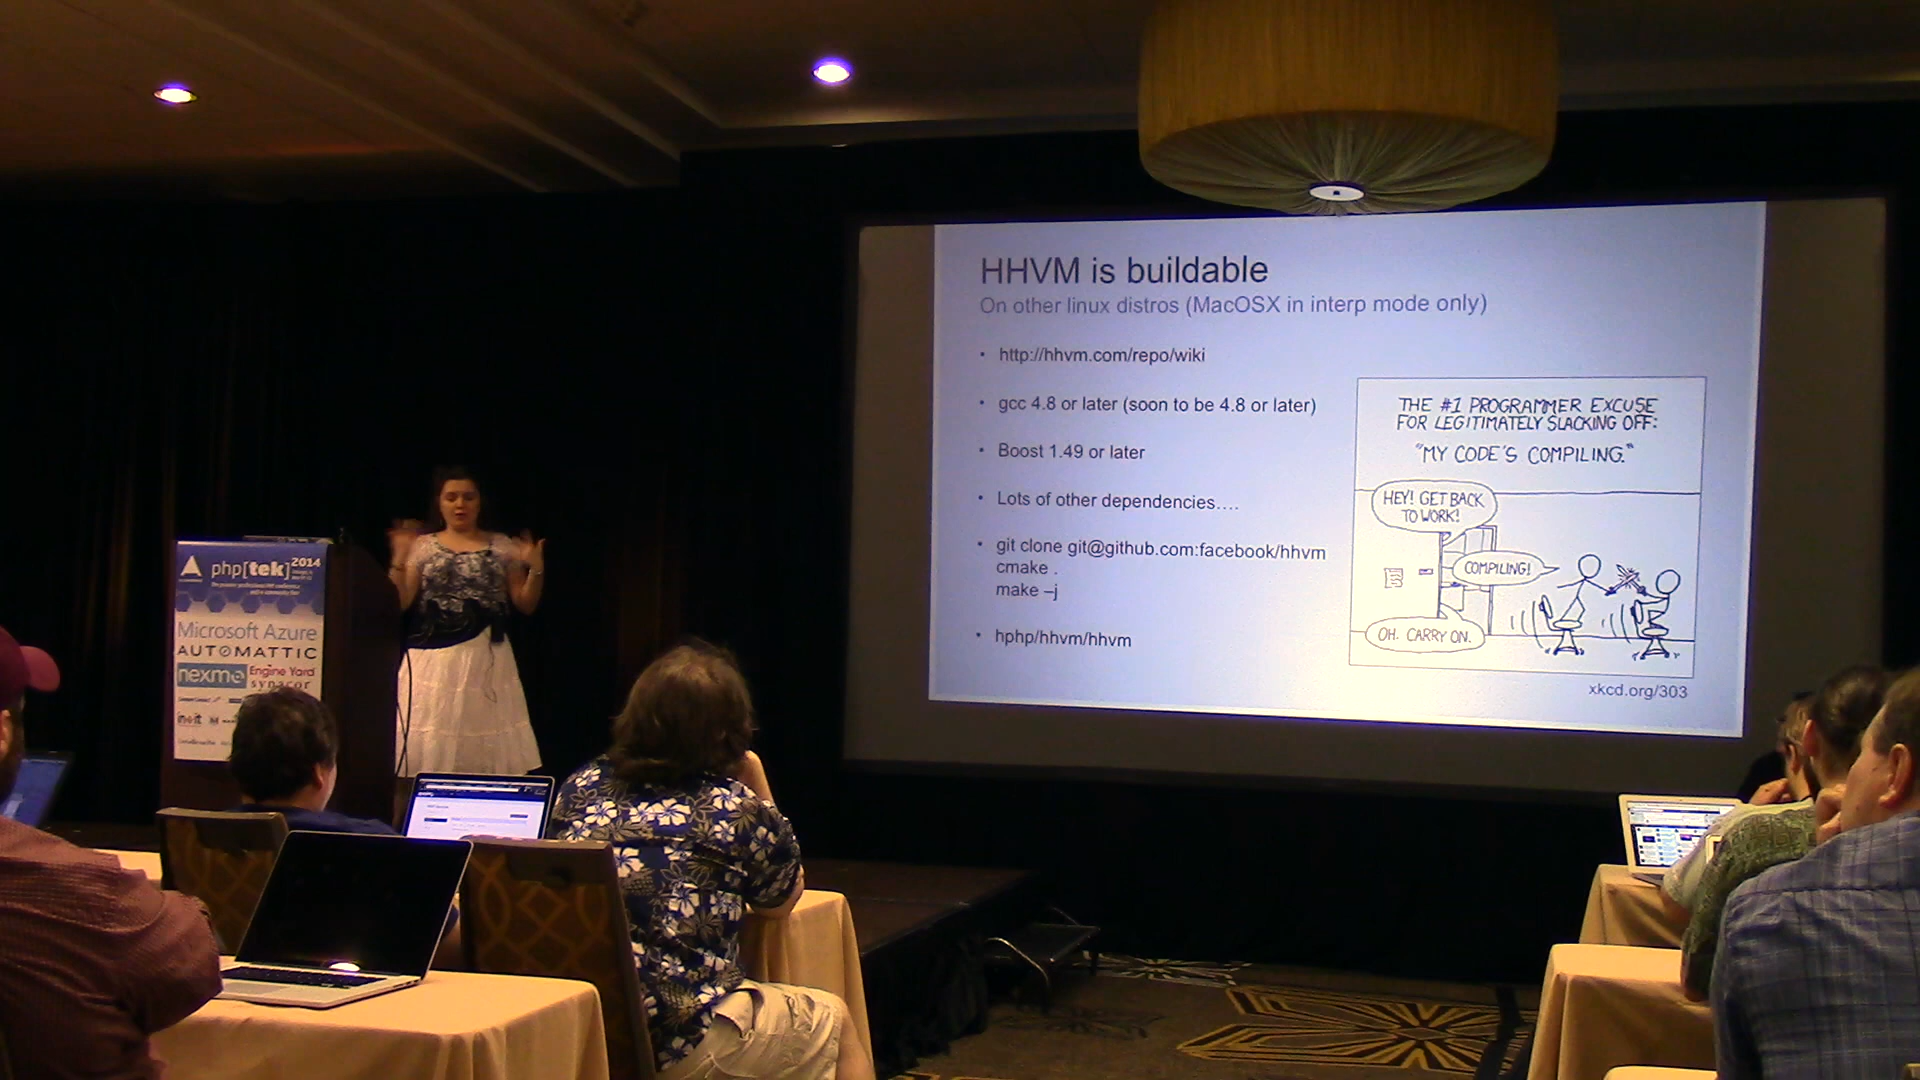 HHVM is buildable
On other linux distros (MacOSX in interp mode only)
• http://hhvm.com/repo/wiki
• gcc 4.8 or later (soon to be 4.8 or later)
• Boost 1.49 or later
• Lots of other dependencies....
• git clone git@github.com:facebook/hhvm
cmake .
make –j
• hphp/hhvm/hhvm
THE #1 PROGRAMMER EXCUSE
FOR LEGITIMATELY SLACKING OFF:
"MY CODE'S COMPILING."
HEY! GET BACK
TO WORK!
COMPILING!
OH. CARRY ON.
xkcd.org/303
php[tek] 2014
Microsoft Azure
AUTOMATTIC
nexmo Engine Yard
synacor